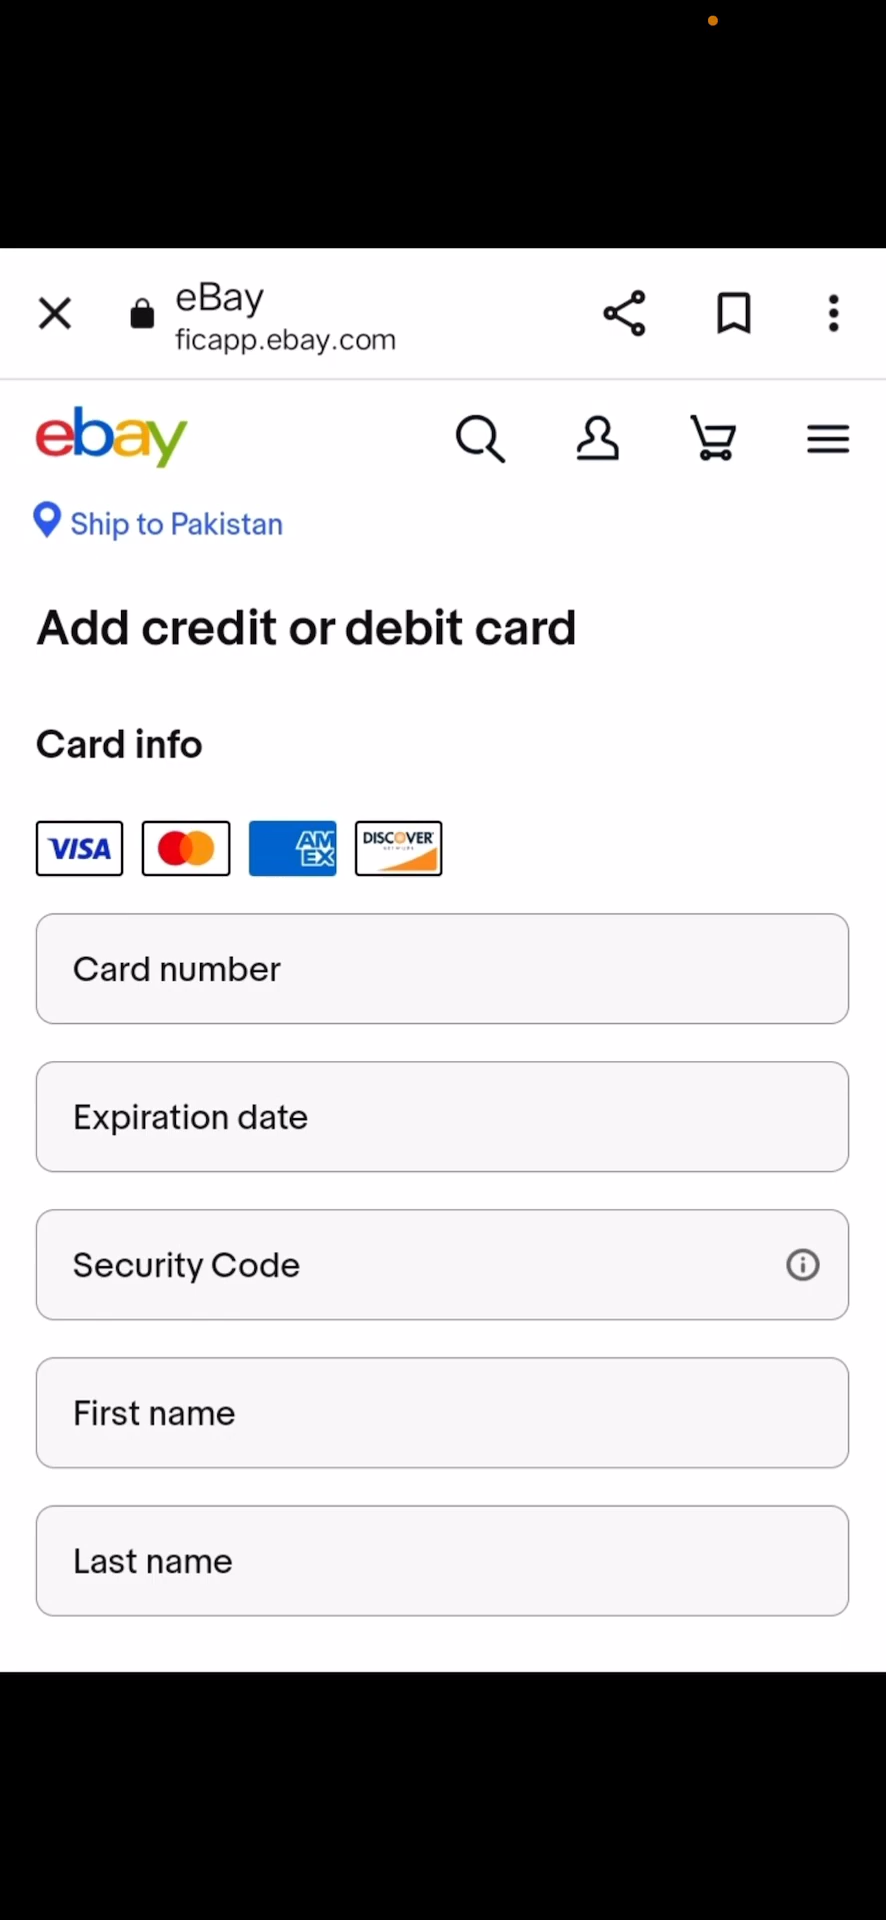 eBay
ficapp.ebay.com
ebay
Ship to Pakistan
Add credit or debit card
Card info
VISA AM EX DISCOVER
Card number
Expiration date
Security Code
First name
Last name